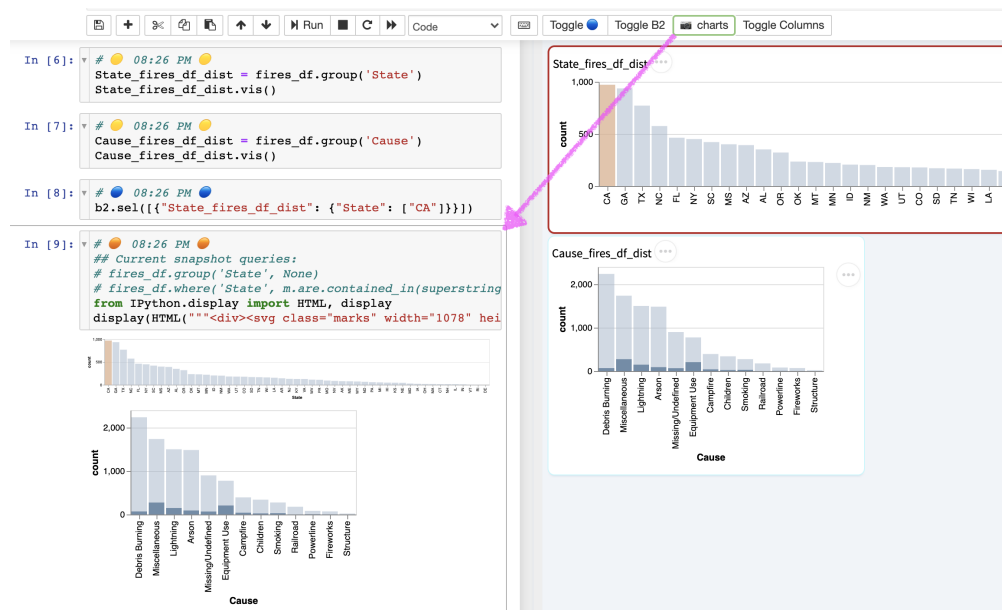 Run
Code
Toggle
Toggle B2
charts
Toggle Columns
In [6]:
# 08:26 PM
State_fires_df_dist = fires_df.group('State')
State_fires_df_dist.vis()
In [7]:
# 08:26 PM
Cause_fires_df_dist = fires_df.group('Cause')
Cause_fires_df_dist.vis()
In [8]:
# 08:26 PM
b2.sel([{"State_fires_df_dist": {"State": ["CA"]}}])
In [9]:
# 08:26 PM
## Current snapshot queries:
# fires_df.group('State', None)
# fires_df.where('State', m.are.contained_in(superstring
from IPython.display import HTML, display
display(HTML("""<div><svg class="marks" width="1078" hei
1,000
500
0
count
State
2,000
1,000
0
count
Debris Burning
Miscellaneous
Lightning
Arson
Missing/Undefined
Equipment Use
Campfire
Children
Smoking
Railroad
Powerline
Fireworks
Structure
Cause
State_fires_df_dist
1,000
500
0
count
CA
GA
TX
NC
FL
NY
SC
MS
AZ
AL
OR
OK
MT
MN
ID
NM
WA
UT
CO
SD
TN
WI
LA
Cause_fires_df_dist
2,000
1,000
0
count
Debris Burning
Miscellaneous
Lightning
Arson
Missing/Undefined
Equipment Use
Campfire
Children
Smoking
Railroad
Powerline
Fireworks
Structure
Cause